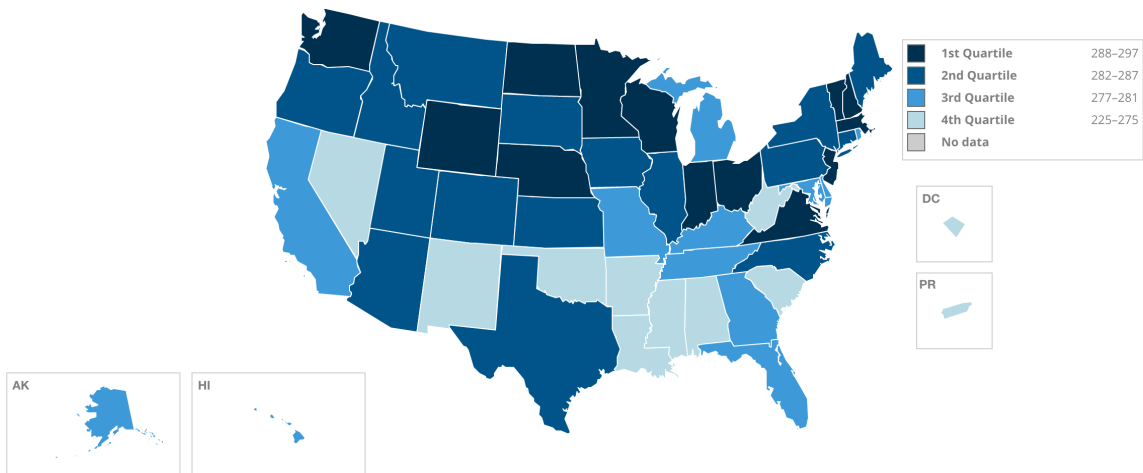 1st Quartile 288–297
2nd Quartile 282–287
3rd Quartile 277–281
4th Quartile 225–275
No data
DC
PR
AK
HI